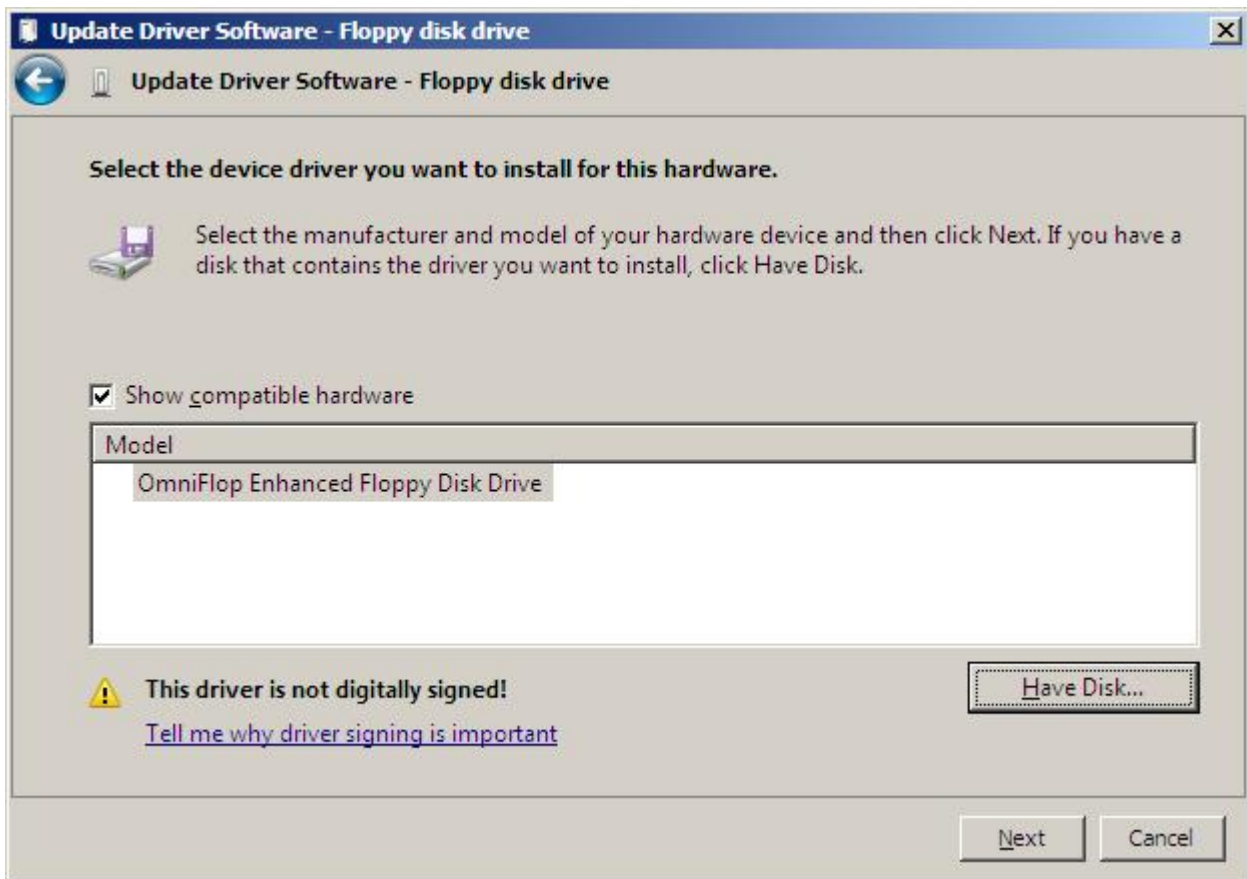 Update Driver Software - Floppy disk drive
Update Driver Software - Floppy disk drive
Select the device driver you want to install for this hardware.
Select the manufacturer and model of your hardware device and then click Next. If you have a
disk that contains the driver you want to install, click Have Disk.
Show compatible hardware
Model
OmniFlop Enhanced Floppy Disk Drive
This driver is not digitally signed!
Have Disk...
Tell me why driver signing is important
Next
Cancel